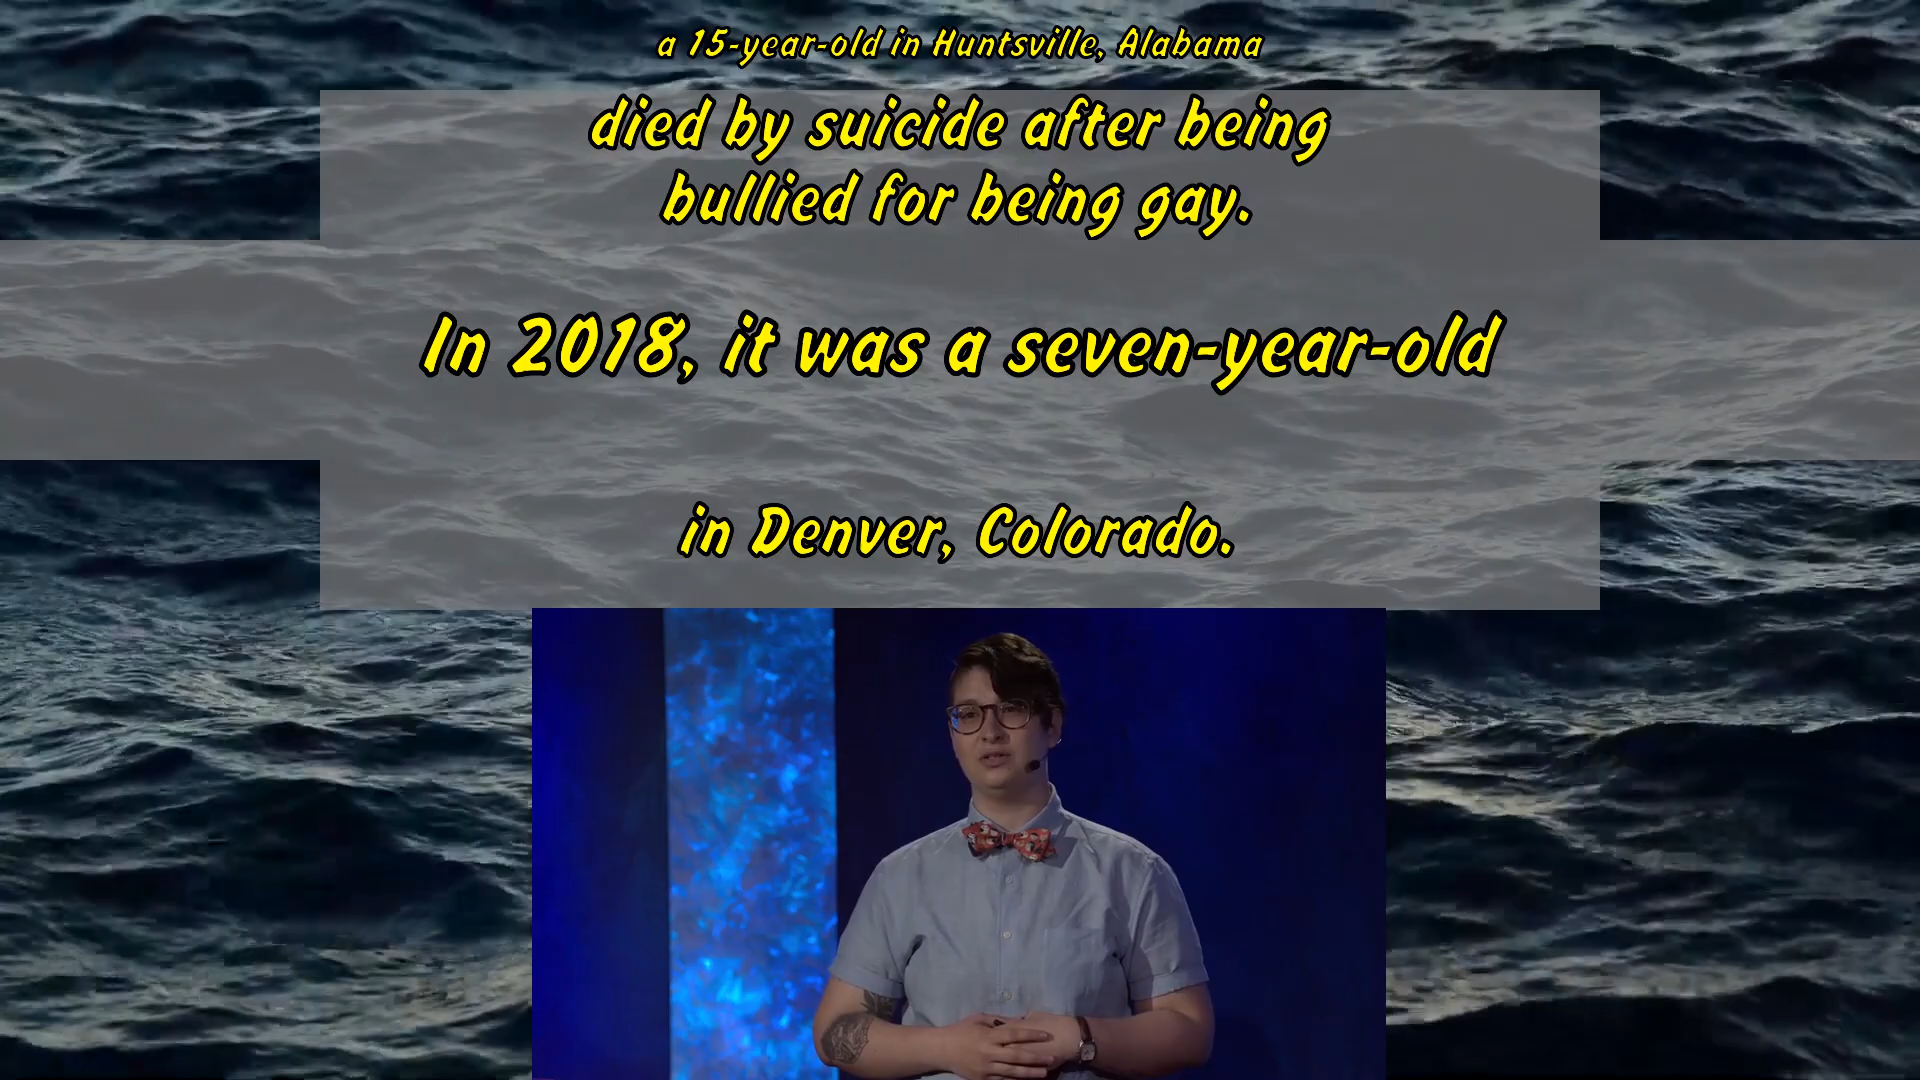 a 15-year-old in Huntsville, Alabama
died by suicide after being
bullied for being gay.
In 2018, it was a seven-year-old
in Denver, Colorado.